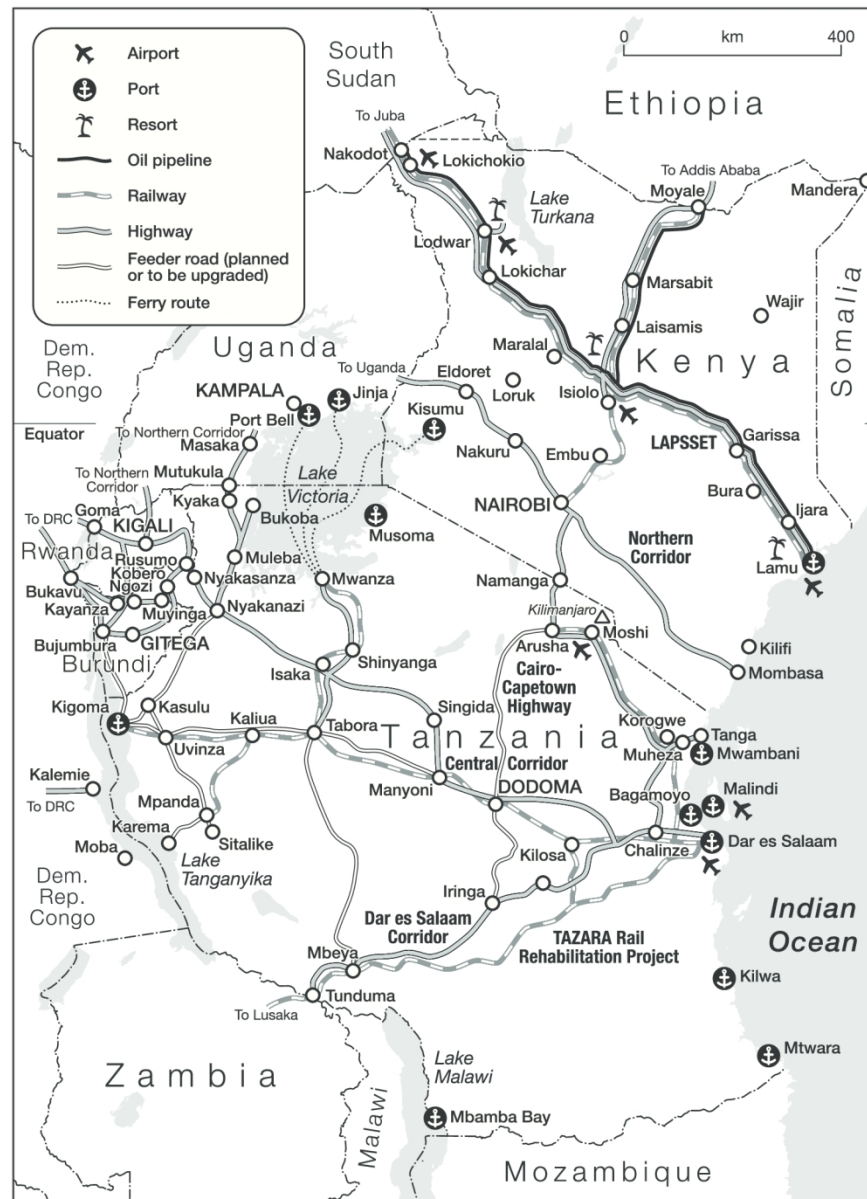 Airport
Port
Resort
Oil pipeline
Railway
Highway
Feeder road (planned
or to be upgraded)
Ferry route
km
0
400
South
Sudan
Ethiopia
To Juba
Nakodot
Lokichokio
To Addis Ababa
Moyale
Mandera
Lake
Turkana
Lodwar
Lokichar
Marsabit
Wajir
Somalia
Laisamis
Maralal
Kenya
Dem.
Rep.
Congo
Uganda
To Uganda
Eldoret
Loruk
Isiolo
KAMPALA
Jinja
Port Bell
Kisumu
LAPSSET
Garissa
Equator
To Northern Corridor
Masaka
Nakuru
Embu
Bura
Ijara
To Northern
Corridor
Mutukula
Lake
Victoria
Kyaka
Bukoba
Musoma
NAIROBI
Northern
Corridor
Lamu
To DRC
Goma
KIGALI
Rwanda
Rusumo
Kobero
Ngozi
Muleba
Nyakasanza
Mwanza
Namanga
Bukavu
Kayanza
Muyinga
Nyakanazi
Kilimanjaro
Bujumbura
GITEGA
Burundi
Arusha
Moshi
Kilifi
Mombasa
Isaka
Shinyanga
Cairo-
Capetown
Highway
Kigoma
Kasulu
Kaliua
Uvinza
Tabora
Singida
Tanzania
Korogwe
Tanga
Muheza
Mwambani
Central Corridor
Manyoni
DODOMA
Bagamoyo
Malindi
Kalemie
To DRC
Mpanda
Karema
Sitalike
Moba
Lake
Tanganyika
Kilosa
Chalinze
Dar es Salaam
Dem.
Rep.
Congo
Iringa
Dar es Salaam
Corridor
TAZARA Rail
Rehabilitation Project
Indian
Ocean
Mbeya
Tunduma
To Lusaka
Kilwa
Zambia
Malawi
Lake
Malawi
Mtwara
Mbamba Bay
Mozambique